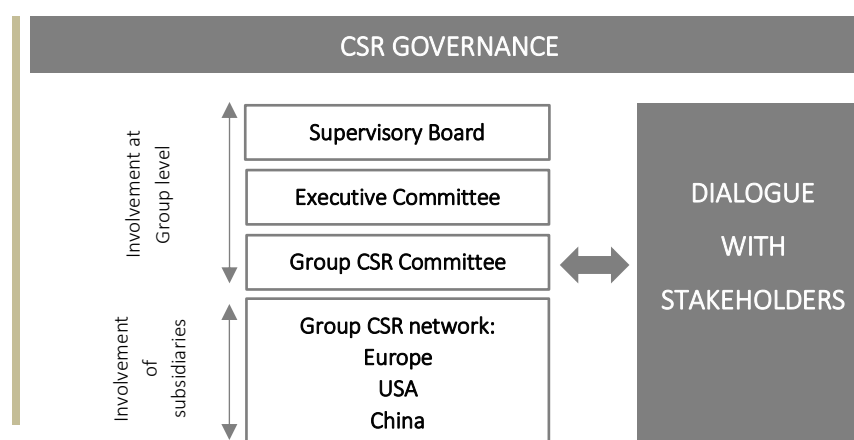 CSR GOVERNANCE
Involvement at
Group level
Supervisory Board
Executive Committee
Group CSR Committee
Involvement
of
subsidiaries
Group CSR network:
Europe
USA
China
DIALOGUE
WITH
STAKEHOLDERS